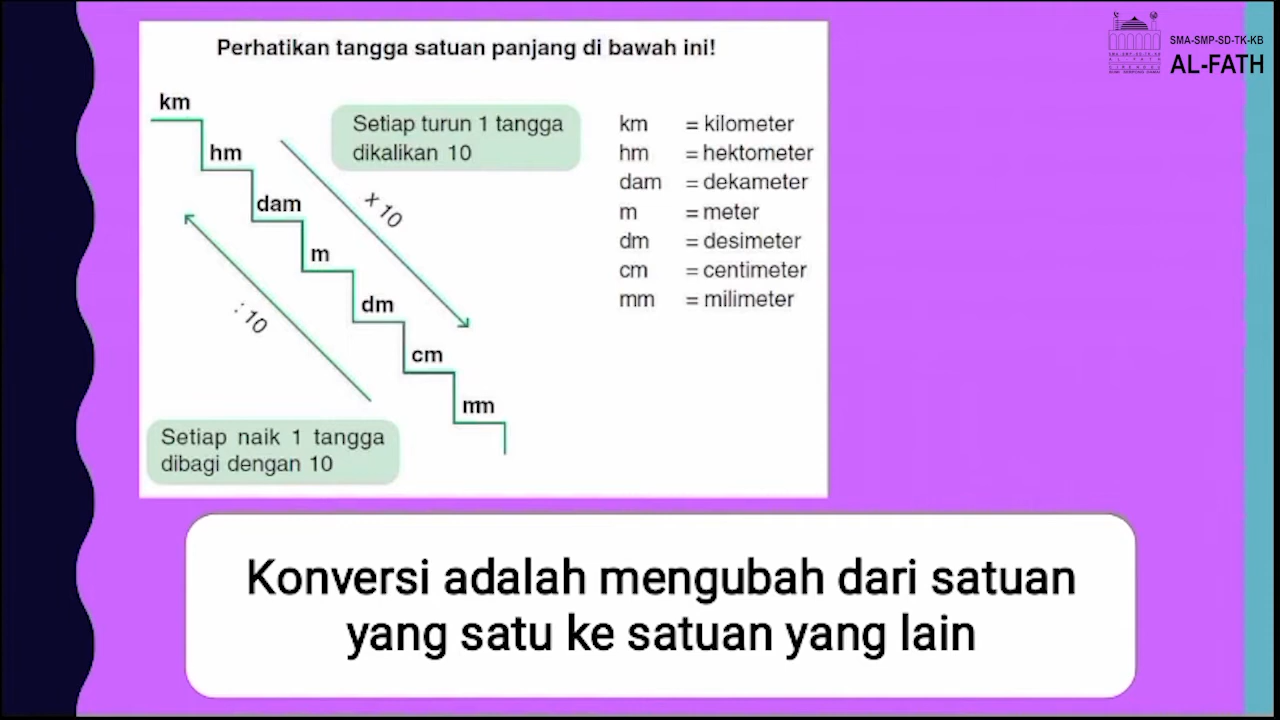 SMA-SMP-SD-TK-KB
AL-FATH
Perhatikan tangga satuan panjang di bawah ini!
km
hm
dam
m
dm
cm
mm
Setiap turun 1 tangga
dikalikan 10
x 10
: 10
Setiap naik 1 tangga
dibagi dengan 10
km = kilometer
hm = hektometer
dam = dekameter
m = meter
dm = desimeter
cm = centimeter
mm = milimeter
Konversi adalah mengubah dari satuan
yang satu ke satuan yang lain